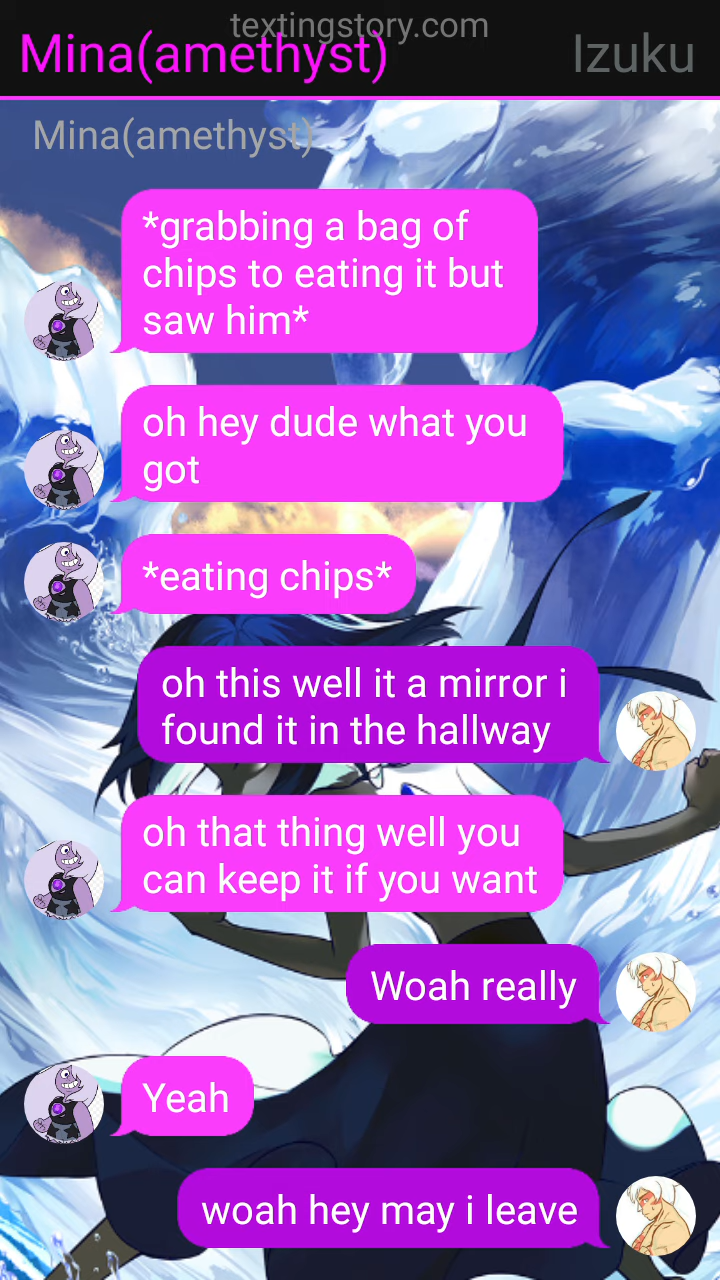 textingstory.com
Mina(amethyst)
Izuku
Mina(amethyst)
*grabbing a bag of
chips to eating it but
saw him*
oh hey dude what you
got
*eating chips*
oh this well it a mirror i
found it in the hallway
oh that thing well you
can keep it if you want
Woah really
Yeah
woah hey may i leave